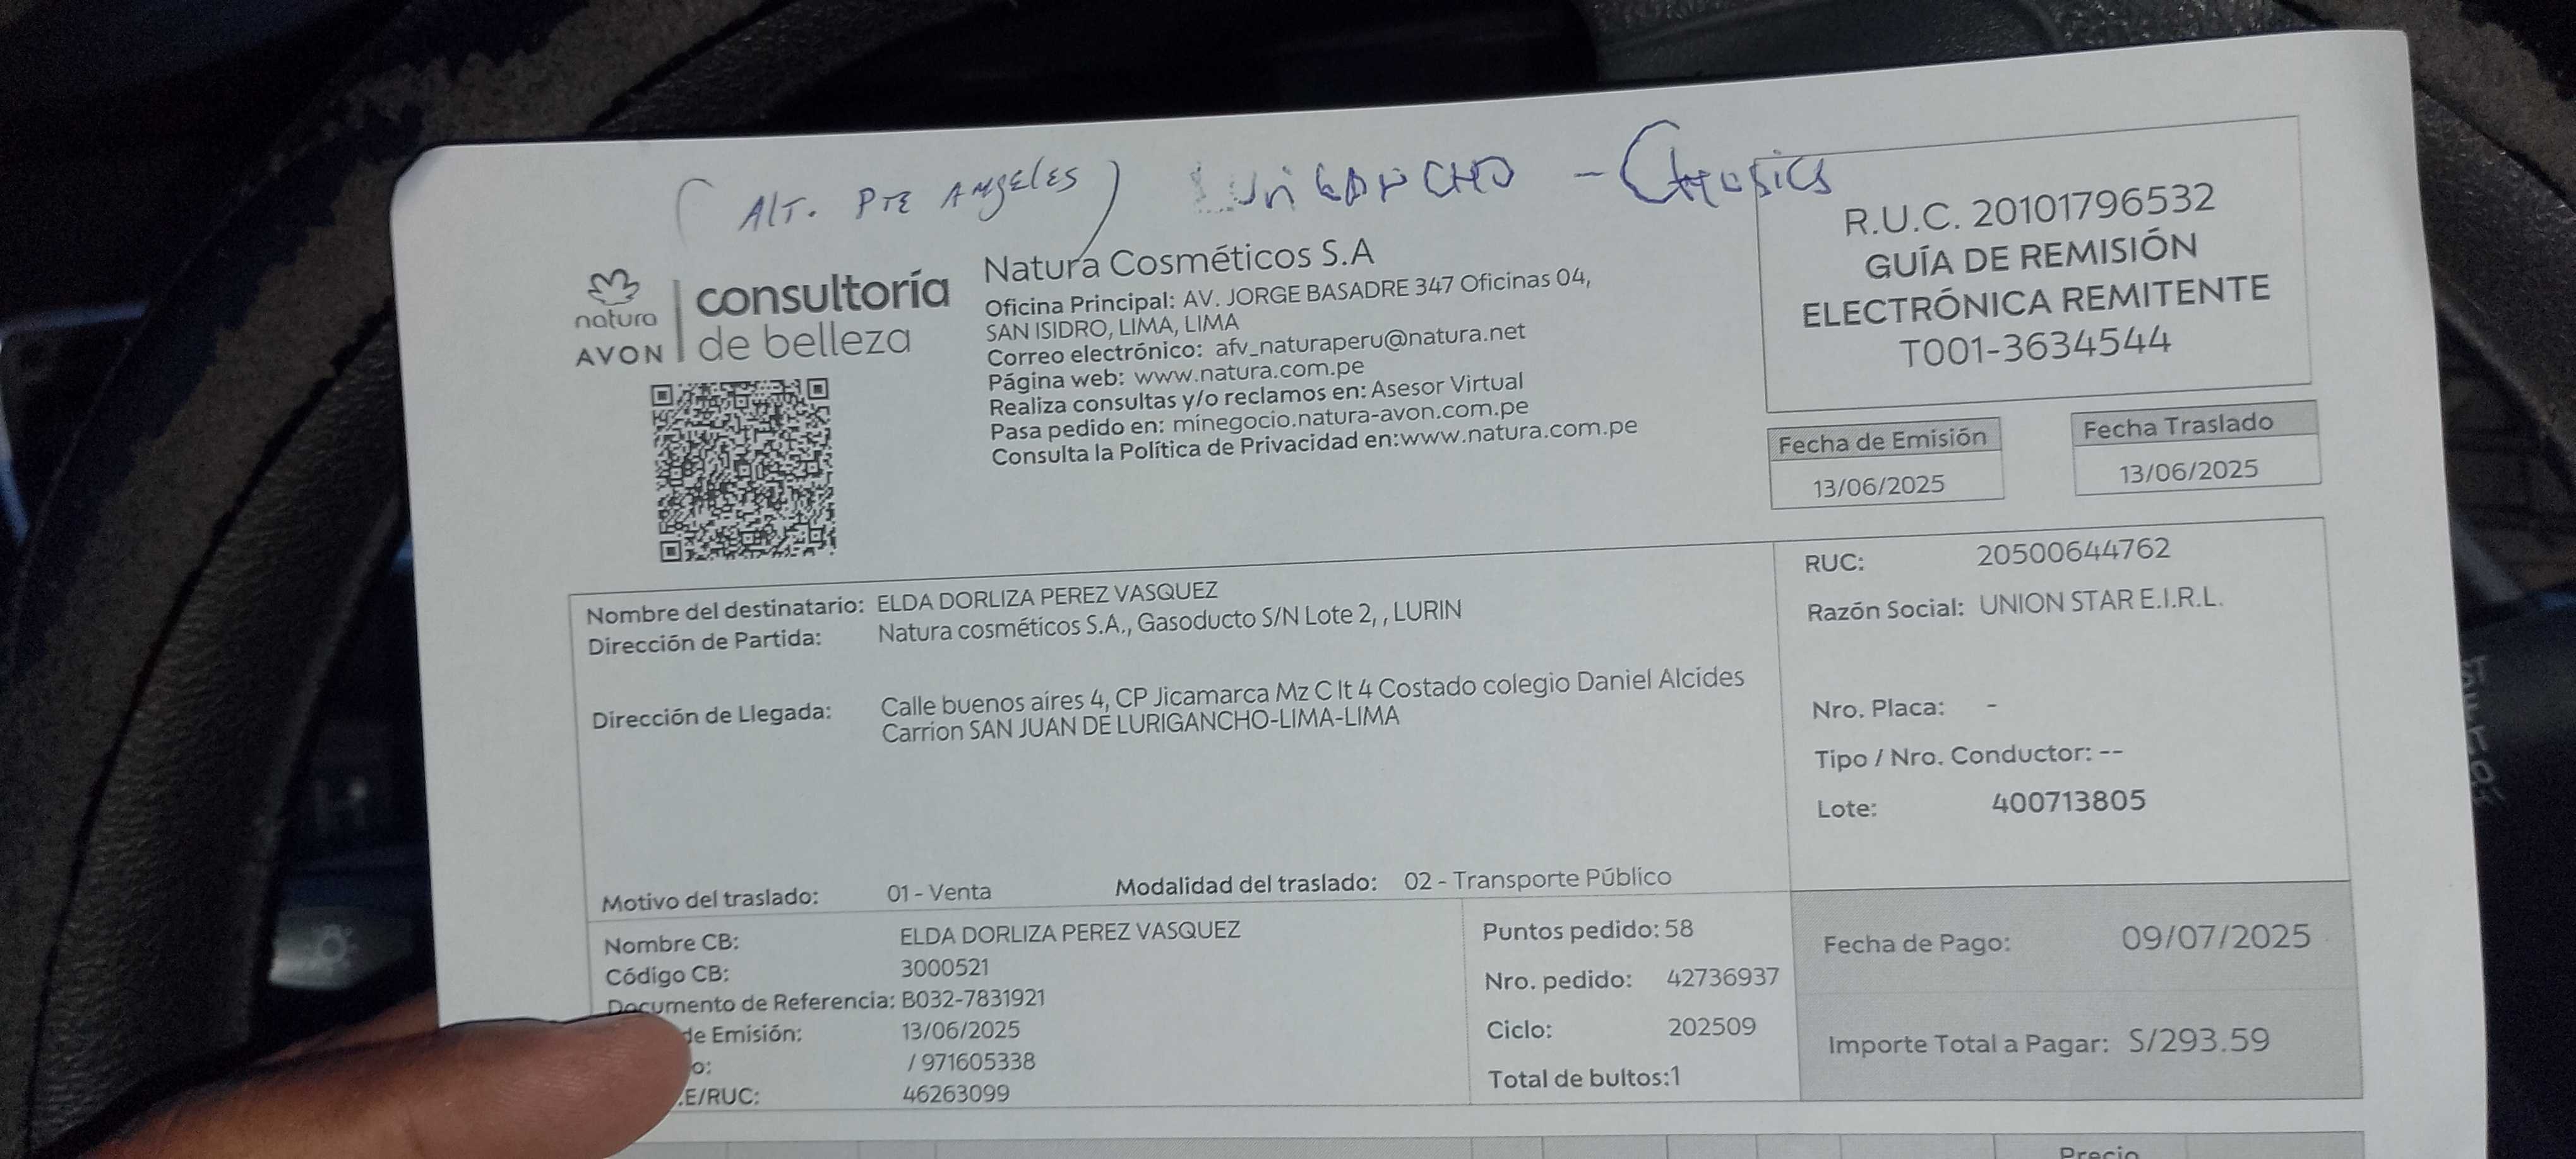 (ALT. PTE ANGELES) LURIGANCHO - CHOSICA
natura
AVON
consultoría
de belleza
Natura Cosméticos S.A
Oficina Principal: AV. JORGE BASADRE 347 Oficinas 04,
SAN ISIDRO, LIMA, LIMA
Correo electrónico: afv_naturaperu@natura.net
Página web: www.natura.com.pe
Realiza consultas y/o reclamos en: Asesor Virtual
Pasa pedido en: minegocio.natura-avon.com.pe
Consulta la Política de Privacidad en:www.natura.com.pe
R.U.C. 20101796532
GUÍA DE REMISIÓN
ELECTRÓNICA REMITENTE
T001-3634544
Fecha de Emisión
13/06/2025
Fecha Traslado
13/06/2025
Nombre del destinatario: ELDA DORLIZA PEREZ VASQUEZ
Dirección de Partida: Natura cosméticos S.A., Gasoducto S/N Lote 2, , LURIN
Dirección de Llegada: Calle buenos aires 4, CP Jicamarca Mz C lt 4 Costado colegio Daniel Alcides
Carrion SAN JUAN DE LURIGANCHO-LIMA-LIMA
Motivo del traslado: 01 - Venta Modalidad del traslado: 02 - Transporte Público
RUC: 20500644762
Razón Social: UNION STAR E.I.R.L.
Nro. Placa: -
Tipo / Nro. Conductor: --
Lote: 400713805
Nombre CB: ELDA DORLIZA PEREZ VASQUEZ
Código CB: 3000521
Documento de Referencia: B032-7831921
de Emisión: 13/06/2025
o: / 971605338
.E/RUC: 46263099
Puntos pedido: 58
Nro. pedido: 42736937
Ciclo: 202509
Total de bultos:1
Fecha de Pago: 09/07/2025
Importe Total a Pagar: S/293.59
Precio